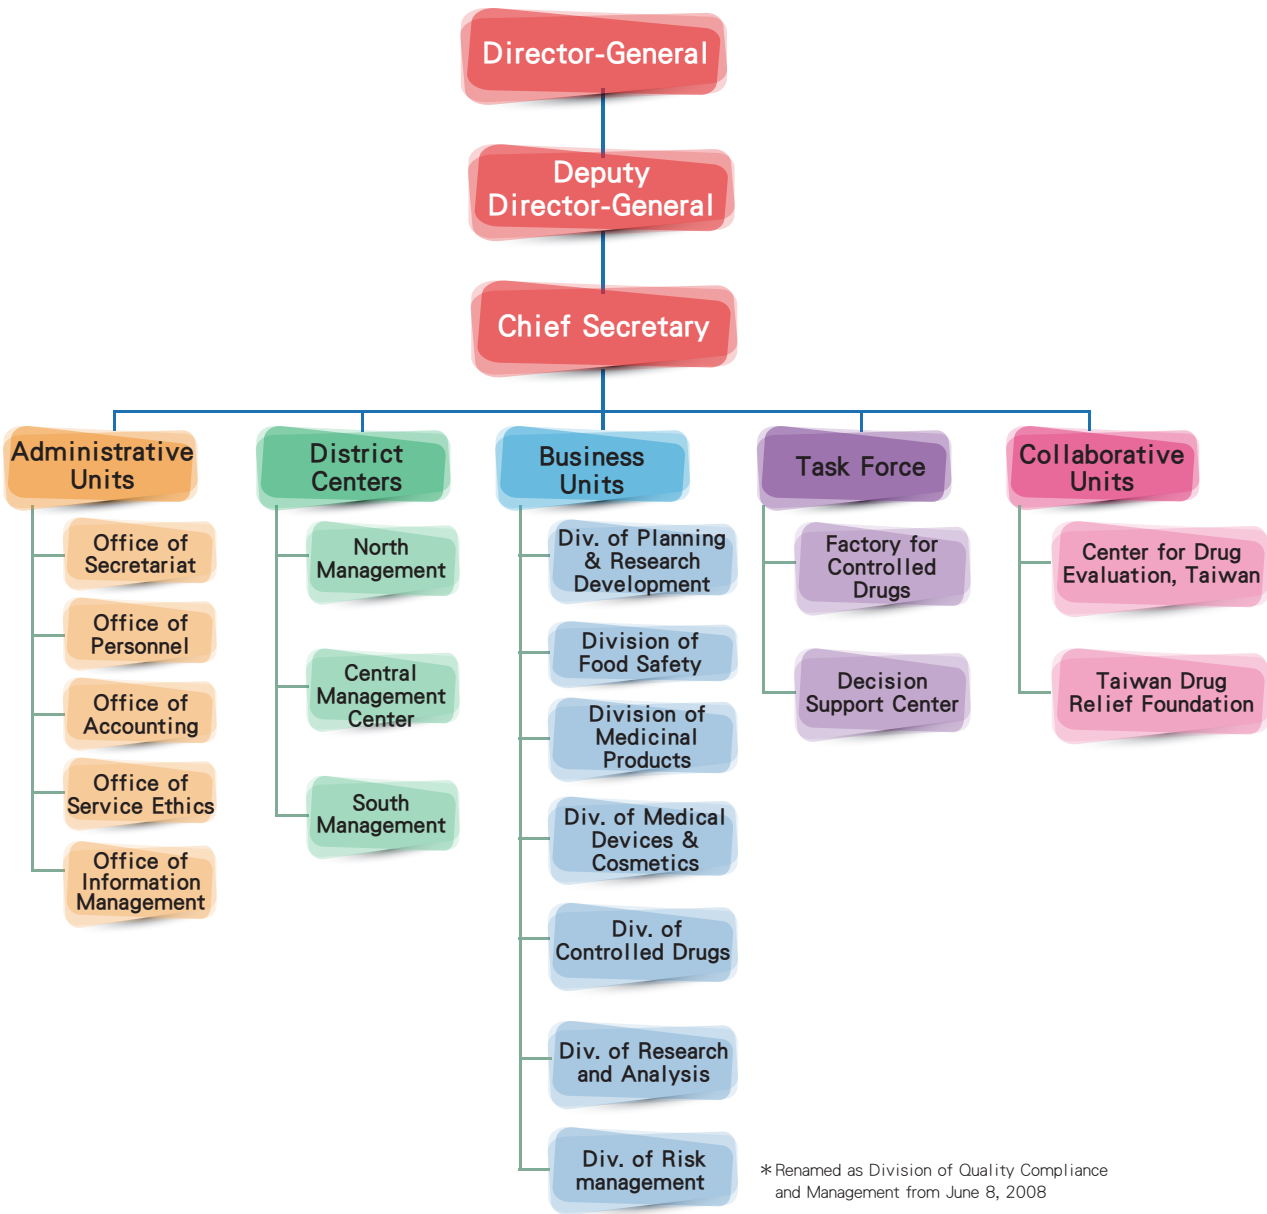 Director-General
Deputy
Director-General
Chief Secretary
Administrative
Units
Office of
Secretariat
Office of
Personnel
Office of
Accounting
Office of
Service Ethics
Office of
Information
Management
District
Centers
North
Management
Central
Management
Center
South
Management
Business
Units
Div. of Planning
& Research
Development
Division of
Food Safety
Division of
Medicinal
Products
Div. of Medical
Devices &
Cosmetics
Div. of
Controlled Drugs
Div. of Research
and Analysis
Div. of Risk
management
Task Force
Factory for
Controlled
Drugs
Decision
Support Center
Collaborative
Units
Center for Drug
Evaluation, Taiwan
Taiwan Drug
Relief Foundation
*Renamed as Division of Quality Compliance
and Management from June 8, 2008